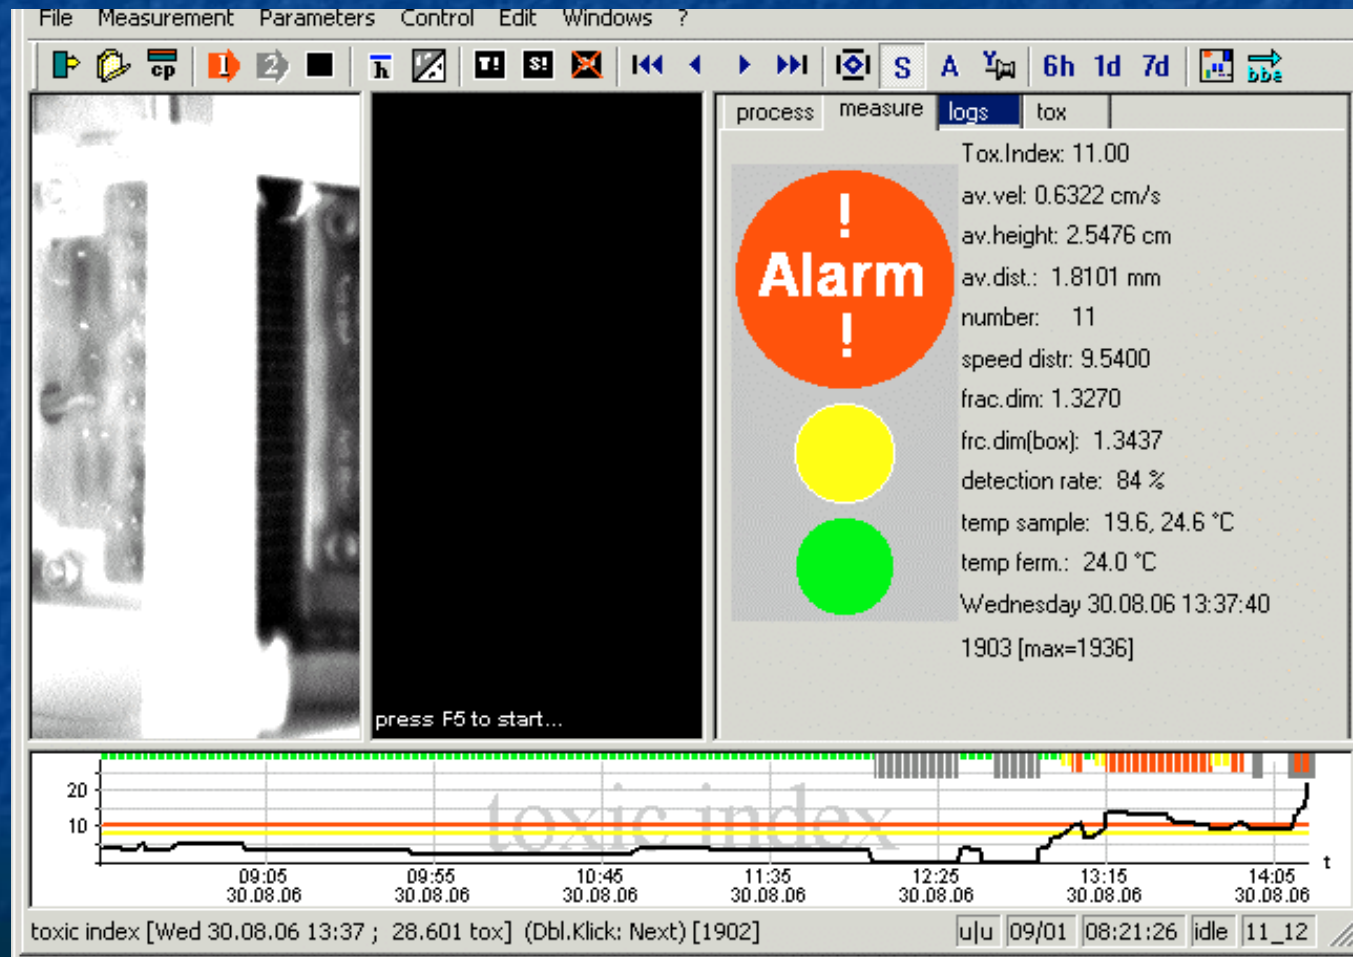 File Measurement Parameters Control Edit Windows ?
cp 1 2 h T! S! S! S A 6h 1d 7d bbe
process measure logs tox
! Alarm !
Tox.Index: 11.00
av.vel: 0.6322 cm/s
av.height: 2.5476 cm
av.dist.: 1.8101 mm
number: 11
speed distr: 9.5400
frac.dim: 1.3270
frc.dim(box): 1.3437
detection rate: 84 %
temp sample: 19.6, 24.6 °C
temp ferm.: 24.0 °C
Wednesday 30.08.06 13:37:40
1903 [max=1936]
press F5 to start...
toxic index
20
10
t
09:05 09:55 10:45 11:35 12:25 13:15 14:05
30.08.06 30.08.06 30.08.06 30.08.06 30.08.06 30.08.06 30.08.06
toxic index [Wed 30.08.06 13:37 ; 28.601 tox] (Dbl.Klick: Next) [1902] u|u 09/01 08:21:26 idle 11_12